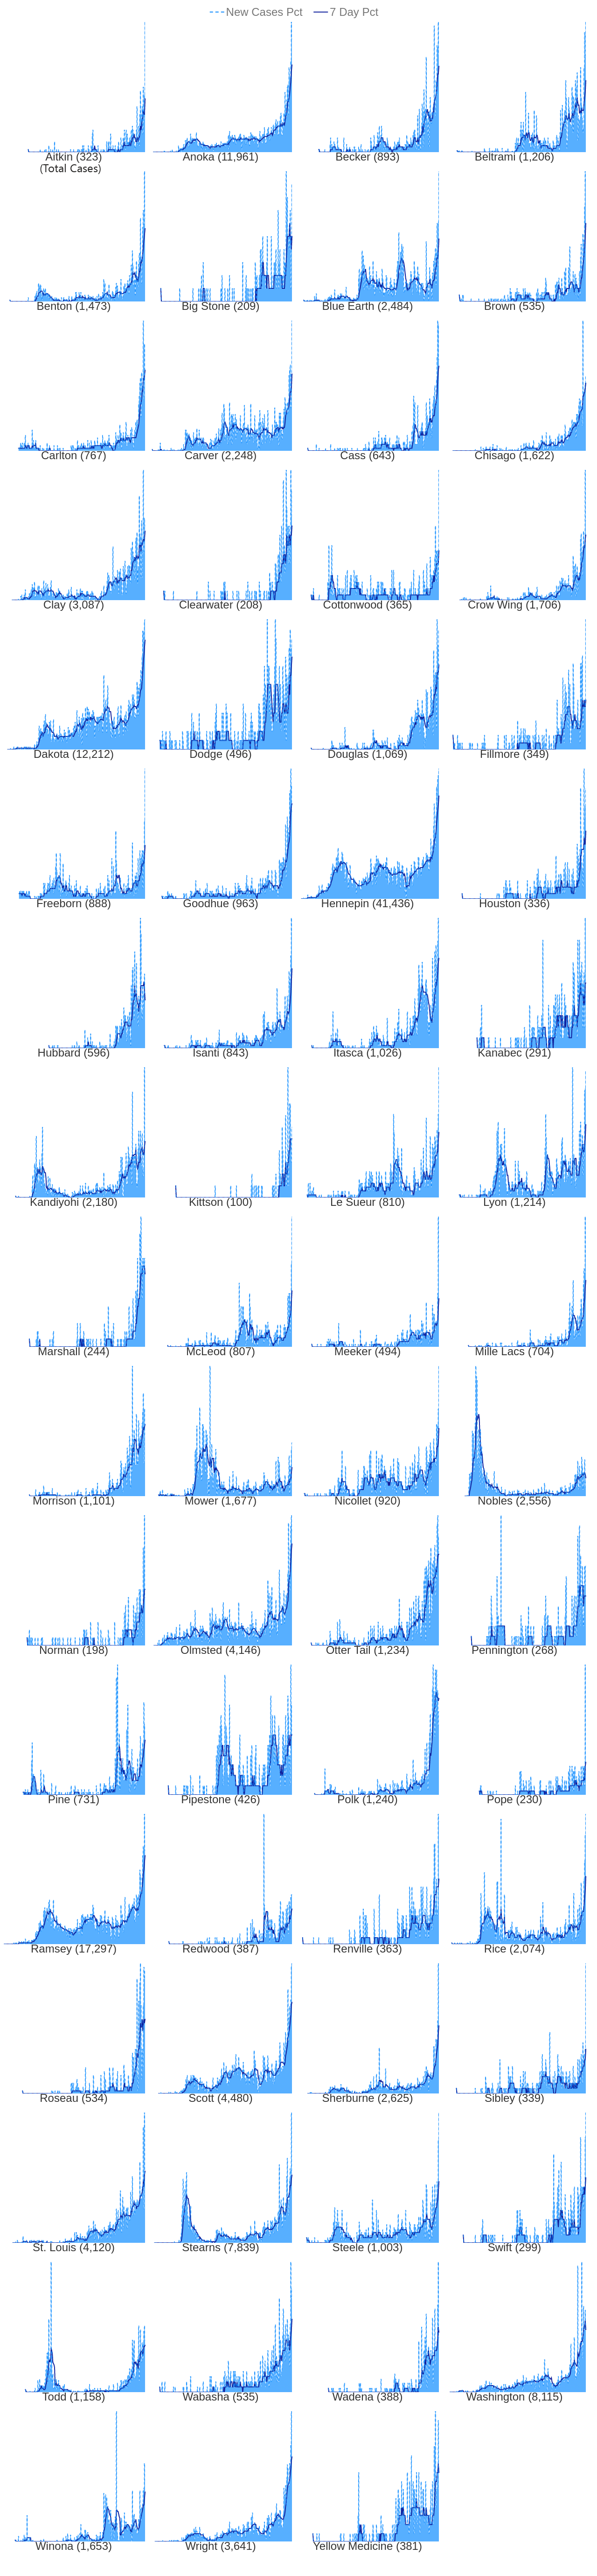 New Cases Pct 7 Day Pct
Aitkin (323) Anoka (11,961) Becker (893) Beltrami (1,206)
(Total Cases)
Benton (1,473) Big Stone (209) Blue Earth (2,484) Brown (535)
Carlton (767) Carver (2,248) Cass (643) Chisago (1,622)
Clay (3,087) Clearwater (208) Cottonwood (365) Crow Wing (1,706)
Dakota (12,212) Dodge (496) Douglas (1,069) Fillmore (349)
Freeborn (888) Goodhue (963) Hennepin (41,436) Houston (336)
Hubbard (596) Isanti (843) Itasca (1,026) Kanabec (291)
Kandiyohi (2,180) Kittson (100) Le Sueur (810) Lyon (1,214)
Marshall (244) McLeod (807) Meeker (494) Mille Lacs (704)
Morrison (1,101) Mower (1,677) Nicollet (920) Nobles (2,556)
Norman (198) Olmsted (4,146) Otter Tail (1,234) Pennington (268)
Pine (731) Pipestone (426) Polk (1,240) Pope (230)
Ramsey (17,297) Redwood (387) Renville (363) Rice (2,074)
Roseau (534) Scott (4,480) Sherburne (2,625) Sibley (339)
St. Louis (4,120) Stearns (7,839) Steele (1,003) Swift (299)
Todd (1,158) Wabasha (535) Wadena (388) Washington (8,115)
Winona (1,653) Wright (3,641) Yellow Medicine (381)